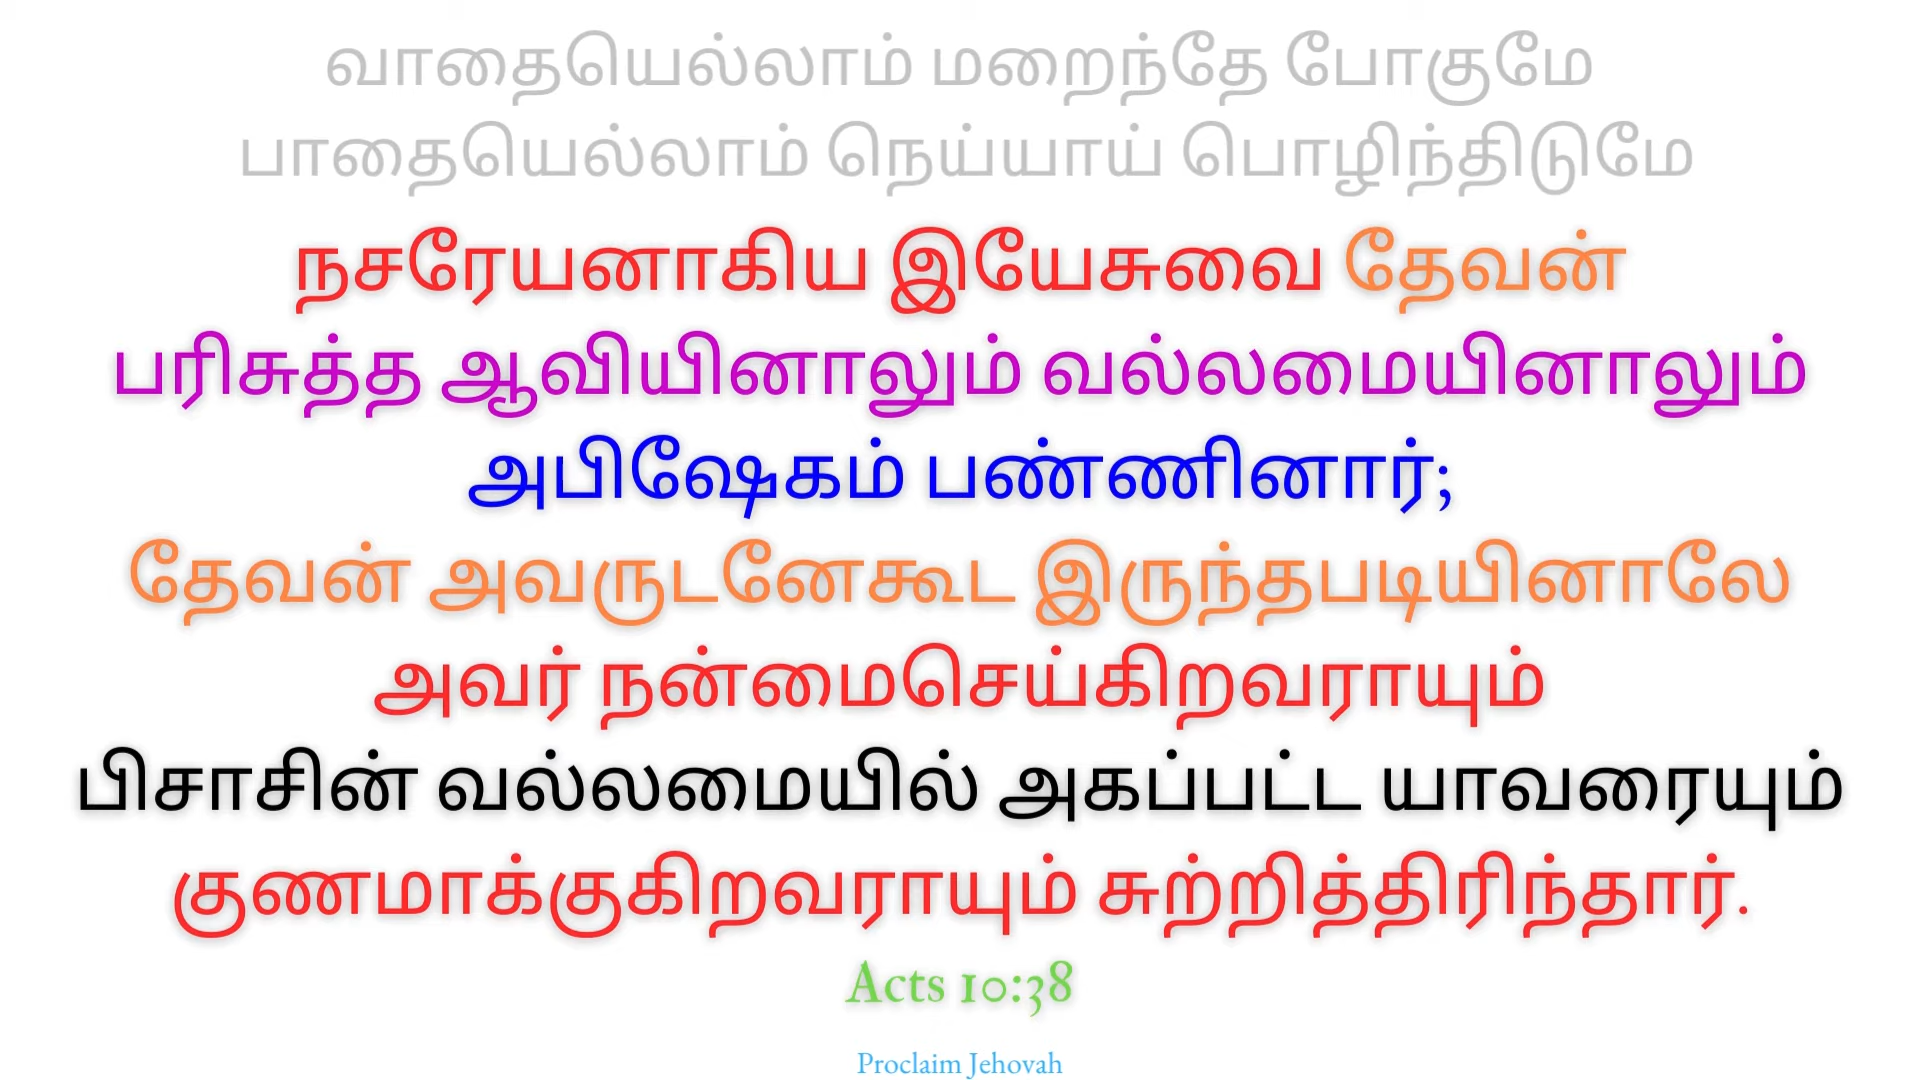 வாதையெல்லாம் மறைந்தே போகுமே
பாதையெல்லாம் நெய்யாய் பொழிந்திடுமே
நசரேயனாகிய இயேசுவை தேவன்
பரிசுத்த ஆவியினாலும் வல்லமையினாலும்
அபிஷேகம் பண்ணினார்;
தேவன் அவருடனேகூட இருந்தபடியினாலே
அவர் நன்மைசெய்கிறவராயும்
பிசாசின் வல்லமையில் அகப்பட்ட யாவரையும்
குணமாக்குகிறவராயும் சுற்றித்திரிந்தார்.
Acts 10:38
Proclaim Jehovah